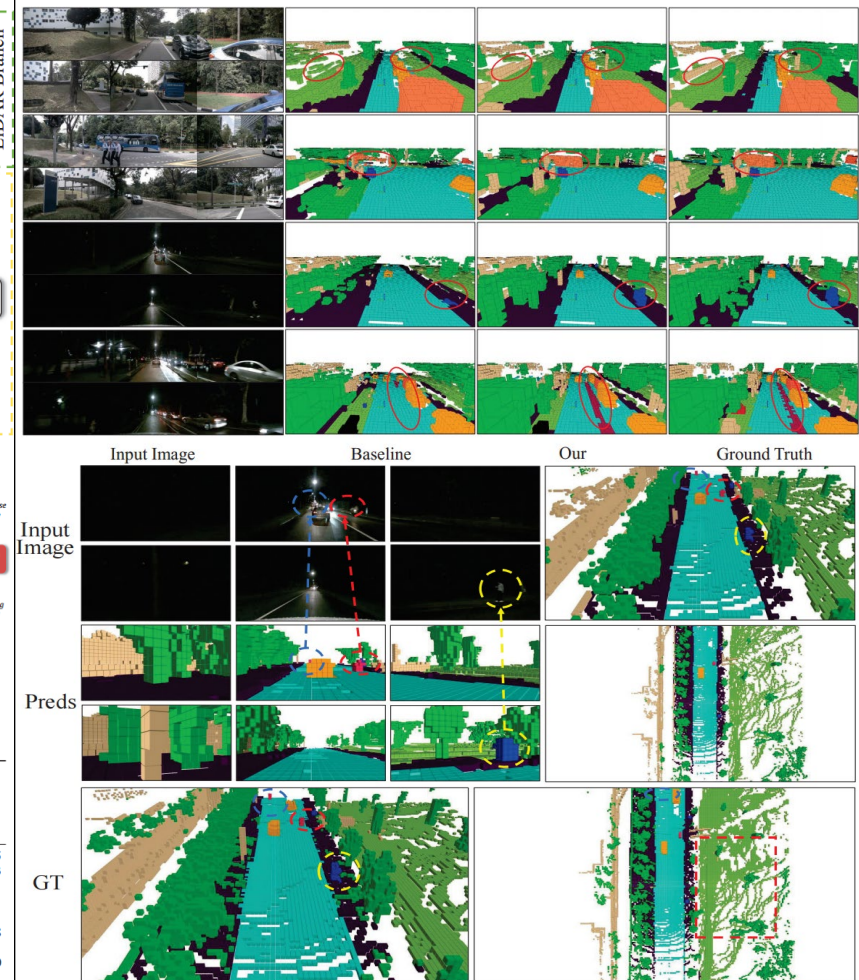 LiDAR Branch
Input Image Baseline Our Ground Truth
Input
Image
Preds
GT